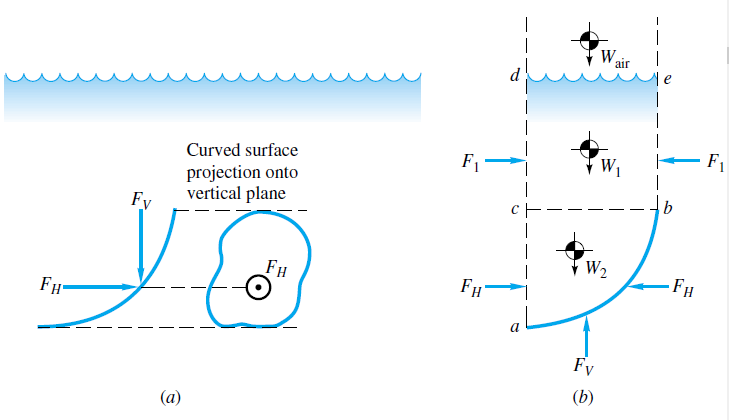 W_air
d
e
Curved surface
projection onto
vertical plane
F_1
W_1
F_1
F_V
c
b
F_H
F_H
W_2
F_H
F_H
a
F_V
(a)
(b)